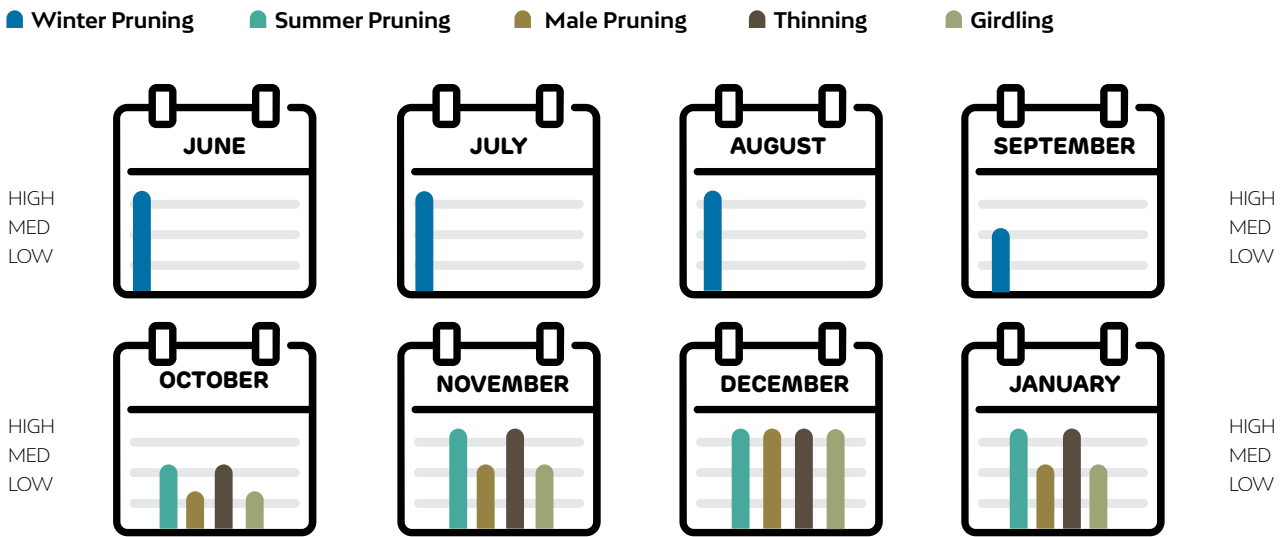 Winter Pruning Summer Pruning Male Pruning Thinning Girdling
JUNE JULY AUGUST SEPTEMBER
HIGH HIGH
MED MED
LOW LOW
OCTOBER NOVEMBER DECEMBER JANUARY
HIGH HIGH
MED MED
LOW LOW